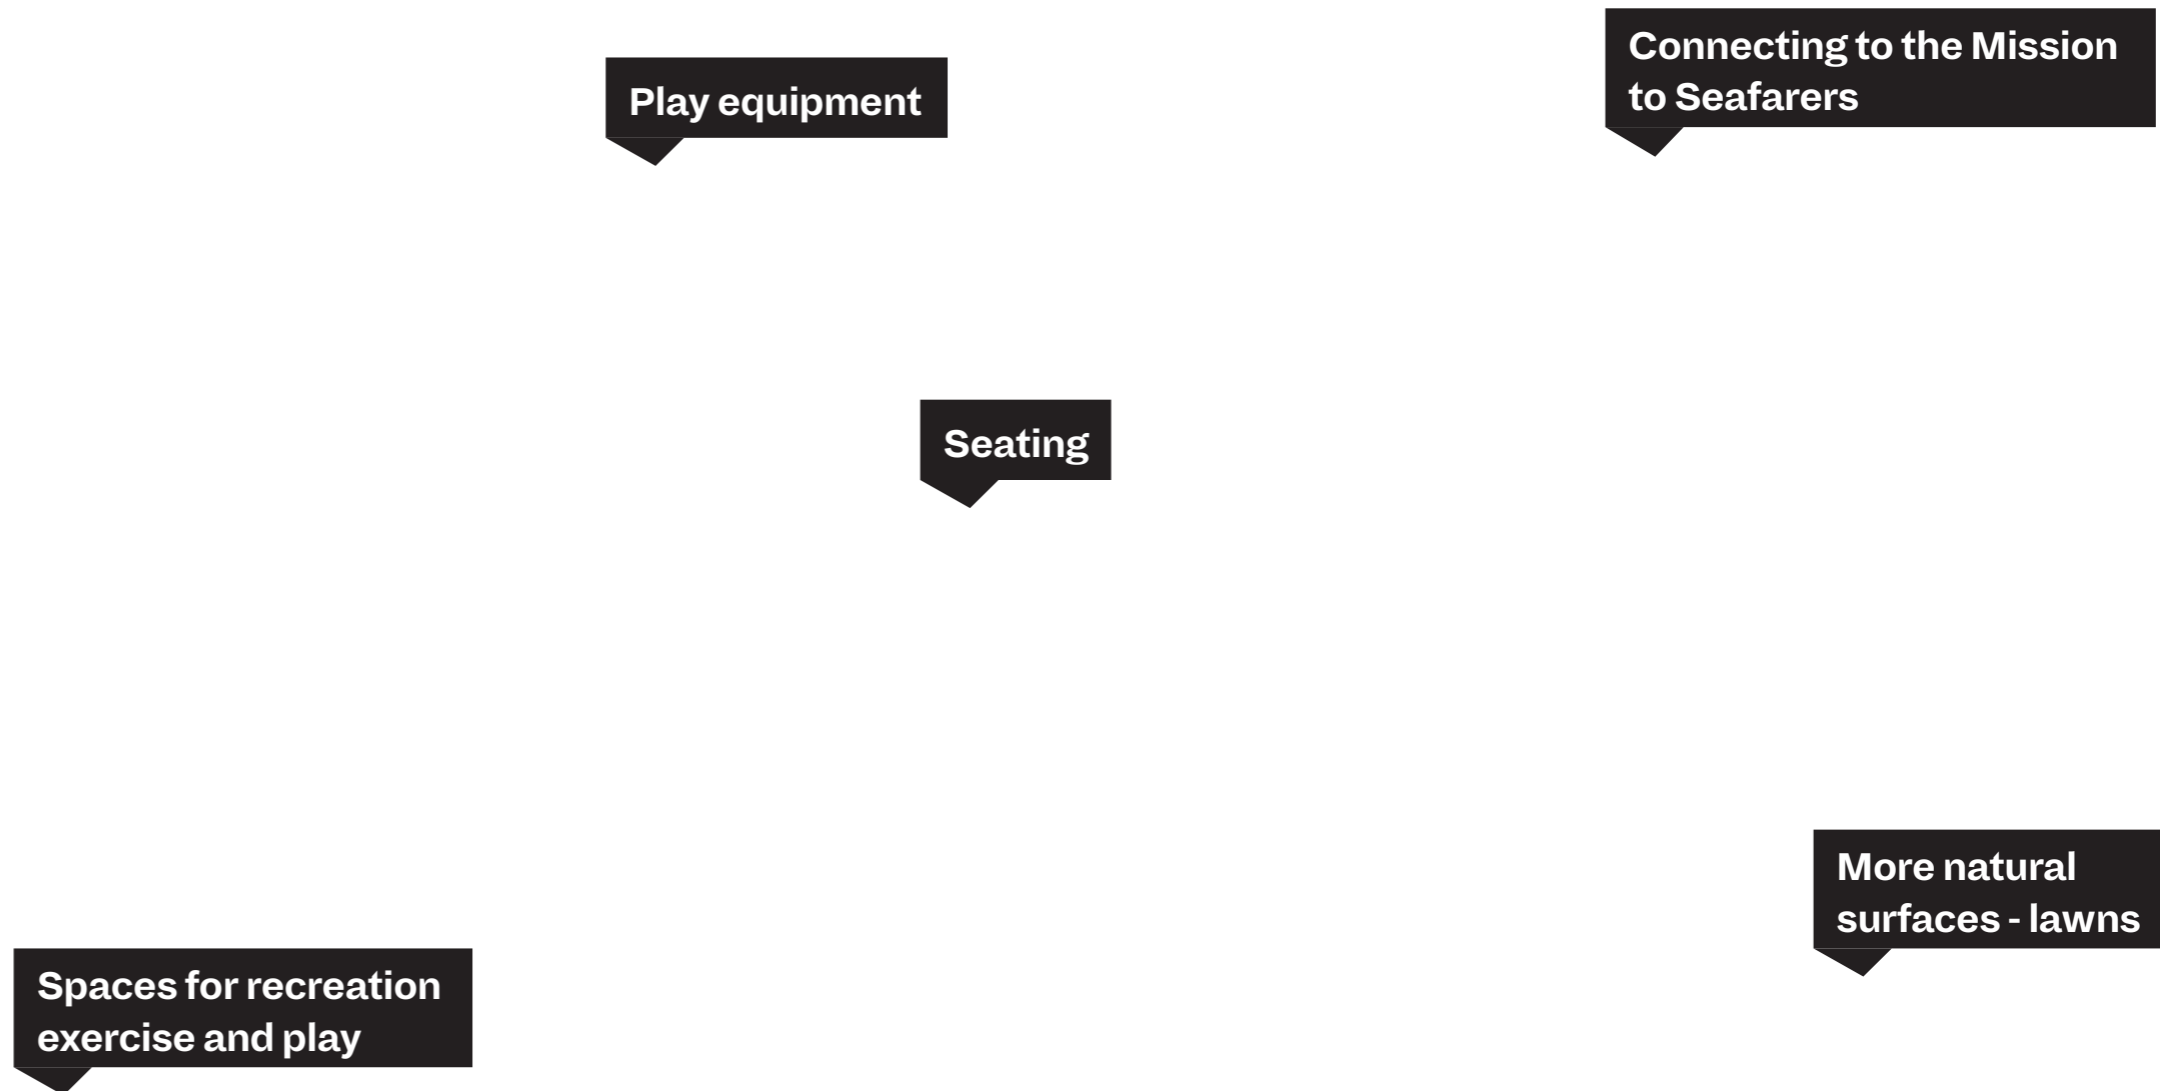 Connecting to the Mission
to Seafarers
Play equipment
Seating
More natural
surfaces - lawns
Spaces for recreation
exercise and play